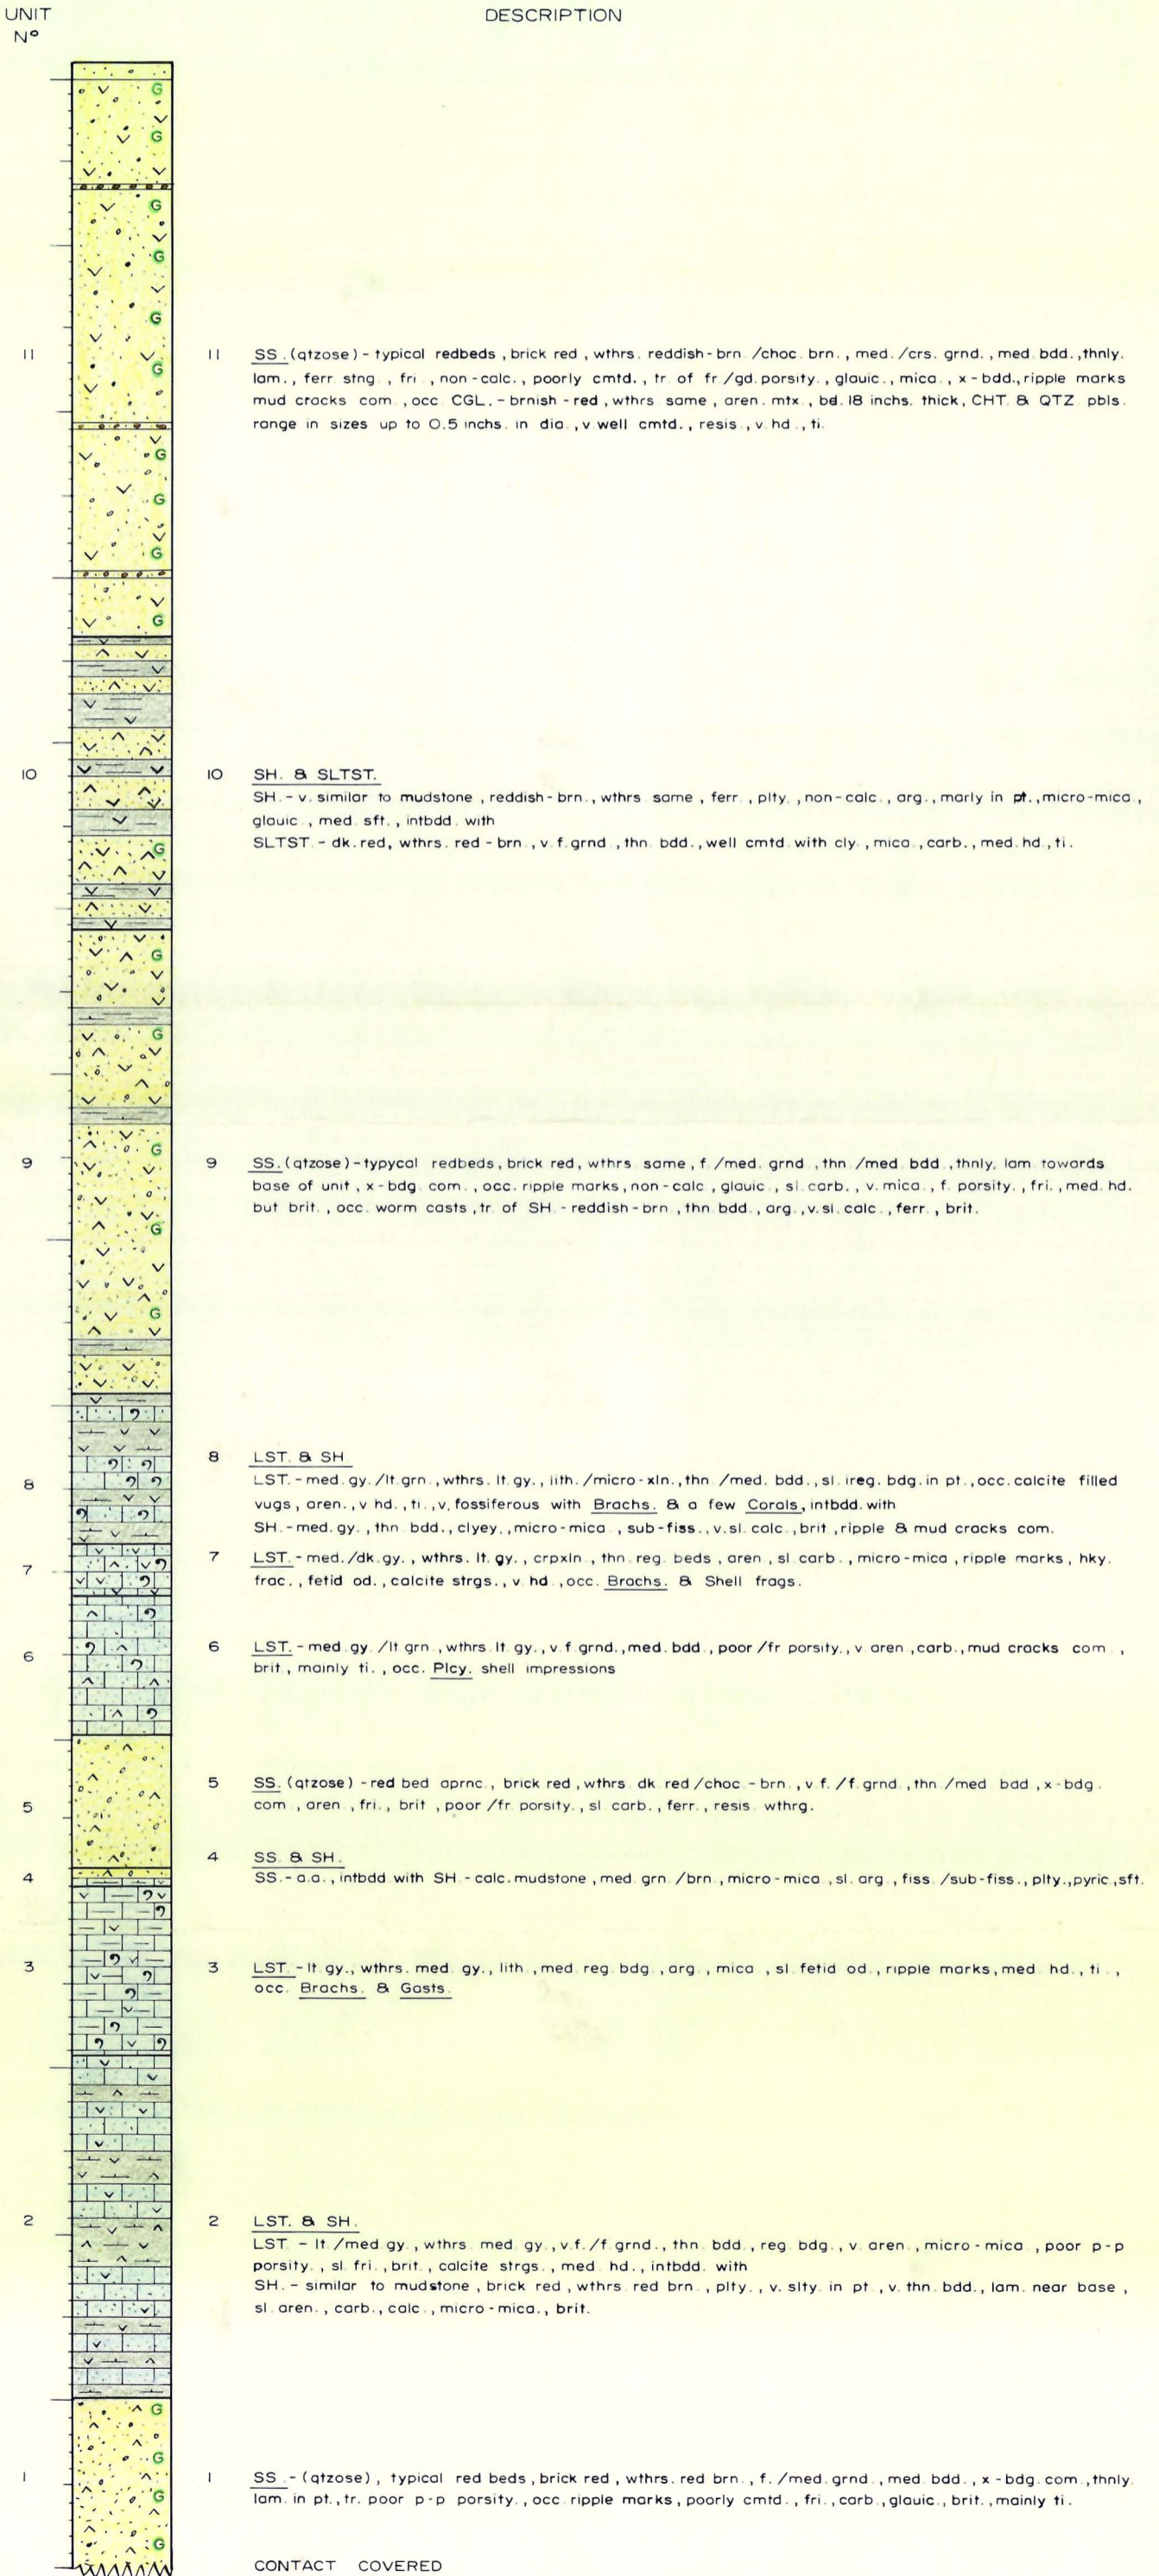 UNIT
Nº
DESCRIPTION
G
G
G
G
G
G
11
11 SS. (qtzose) - typical redbeds, brick red, wthrs. reddish-brn./choc. brn., med./crs. grnd., med. bdd., thnly.
lam., ferr stng., fri., non-calc., poorly cmtd., tr. of fr/gd. porsity., glauic., mica., x-bdd., ripple marks
mud cracks com., occ CGL. - brnish-red, wthrs same, aren. mtx., bd. 18 inchs. thick, CHT. & QTZ pbls.
range in sizes up to 0.5 inchs. in dia., v well cmtd., resis., v. hd., ti.
G
G
G
G
10
10 SH. & SLTST.
SH. - v. similar to mudstone, reddish-brn., wthrs same, ferr., plty., non-calc., arg., marly in pt., micro-mica.,
glauic., med. sft., intbdd. with
SLTST. - dk. red, wthrs. red-brn., v. f. grnd., thn. bdd., well cmtd. with cly., mica., carb., med. hd., ti.
G
G
G
G
9
9 SS. (qtzose) - typycal redbeds, brick red, wthrs same, f./med. grnd., thn./med bdd., thnly. lam towards
base of unit, x-bdg. com., occ. ripple marks, non-calc., glauic., sl. carb., v. mica., f. porsity., fri., med. hd.
but brit., occ. worm casts, tr. of SH. - reddish-brn., thn. bdd., arg., v. sl. calc., ferr., brit.
G
G
8
8 LST. & SH.
LST. - med. gy./lt. grn., wthrs. lt. gy., lith./micro-xln., thn./med. bdd., sl. ireg. bdg. in pt., occ. calcite filled
vugs, aren., v hd., ti., v. fossiferous with Brachs. & a few Corals, intbdd. with
SH. - med. gy., thn bdd., clyey., micro-mica., sub-fiss., v. sl. calc., brit., ripple & mud cracks com.
7
7 LST. - med./dk. gy., wthrs. lt. gy., crpxln., thn. reg. beds, aren., sl. carb., micro-mica., ripple marks, hky.
frac., fetid od., calcite strgs., v. hd., occ. Brachs. & Shell frags.
6
6 LST. - med. gy./lt grn., wthrs. lt. gy., v. f. grnd., med. bdd., poor/fr porsity., v. aren., carb., mud cracks com.,
brit., mainly ti., occ. Plcy. shell impressions
5
5 SS. (qtzose) - red bed aprnc., brick red, wthrs. dk red/choc-brn., v. f./f. grnd., thn./med bdd., x-bdg.
com., aren., fri., brit., poor/fr porsity., sl. carb., ferr., resis. wthrg.
4
4 SS. & SH.
SS. - a.a., intbdd with SH. - calc. mudstone, med. grn./brn., micro-mica., sl. arg., fiss./sub-fiss., plty., pyric., sft.
3
3 LST. - lt. gy., wthrs. med. gy., lith., med. reg. bdg., arg., mica., sl. fetid od., ripple marks, med. hd., ti.,
occ. Brachs. & Gasts.
2
2 LST. & SH.
LST. - lt./med. gy., wthrs. med. gy., v. f./f. grnd., thn. bdd., reg. bdg., v. aren., micro-mica., poor p-p
porsity., sl. fri., brit., calcite strgs., med. hd., intbdd. with
SH. - similar to mudstone, brick red, wthrs. red brn., plty., v. slty. in pt., v. thn. bdd., lam. near base,
sl. aren., carb., calc., micro-mica., brit.
G
G
1
1 SS. - (qtzose), typical red beds, brick red, wthrs. red brn., f./med. grnd., med. bdd., x-bdg. com., thnly.
lam. in pt., tr. poor p-p porsity., occ. ripple marks, poorly cmtd., fri., carb., glauic., brit., mainly ti.
G
G
CONTACT COVERED